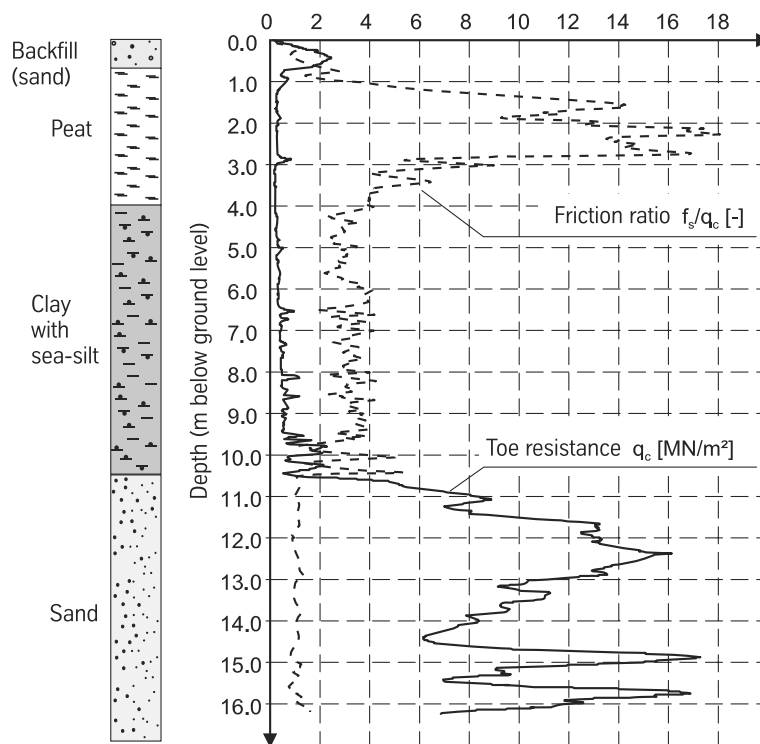 0 2 4 6 8 10 12 14 16 18
Backfill
(sand)
Peat
Clay
with
sea-silt
Sand
Depth (m below ground level)
0.0
1.0
2.0
3.0
4.0
5.0
6.0
7.0
8.0
9.0
10.0
11.0
12.0
13.0
14.0
15.0
16.0
Friction ratio fs/qc [-]
Toe resistance qc [MN/m²]